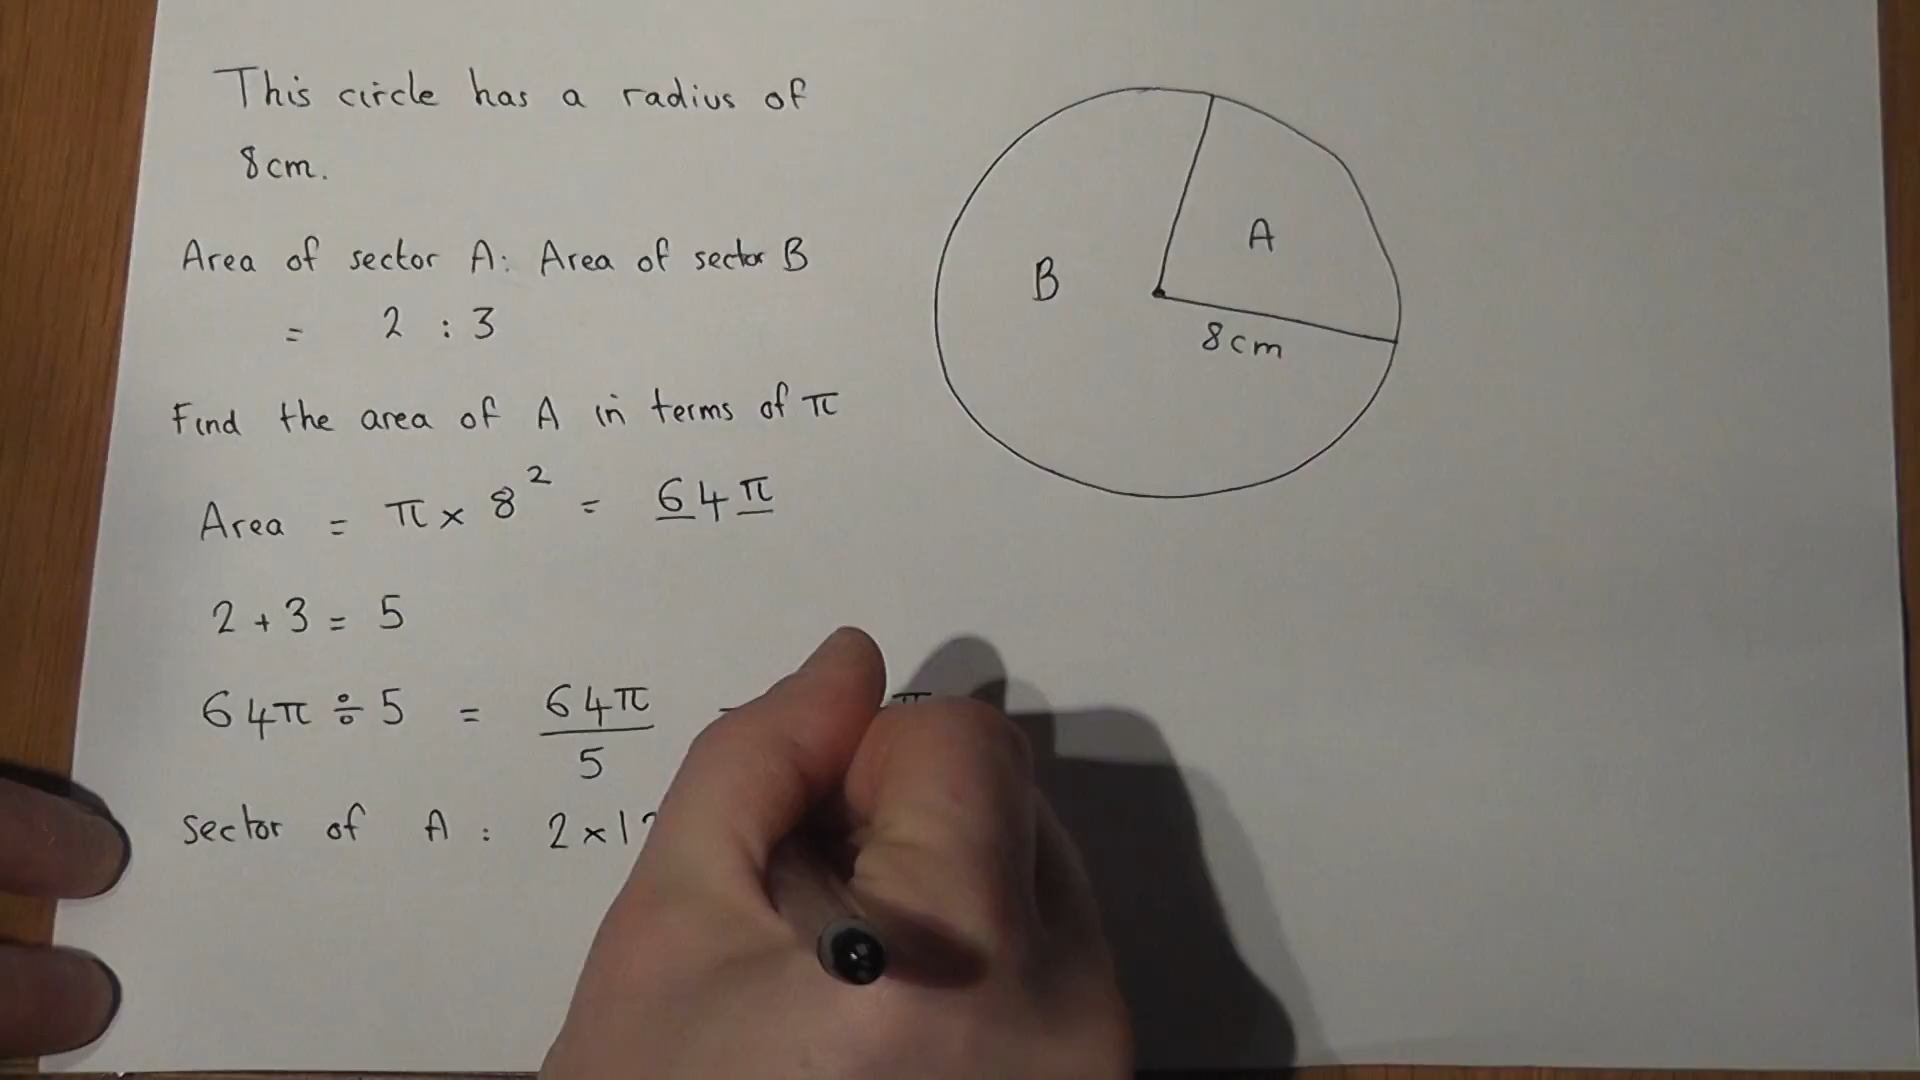 This circle has a radius of
8cm.
Area of sector A: Area of sector B
= 2 : 3
Find the area of A in terms of π
Area = π × 8² = 64π
2 + 3 = 5
64π ÷ 5 = 64π/5 π
sector of A : 2 × 1
A
B
8cm